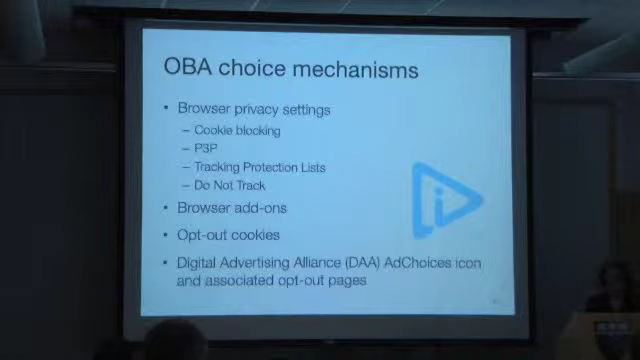 OBA choice mechanisms
• Browser privacy settings
– Cookie blocking
– P3P
– Tracking Protection Lists
– Do Not Track
• Browser add-ons
• Opt-out cookies
• Digital Advertising Alliance (DAA) AdChoices icon
and associated opt-out pages